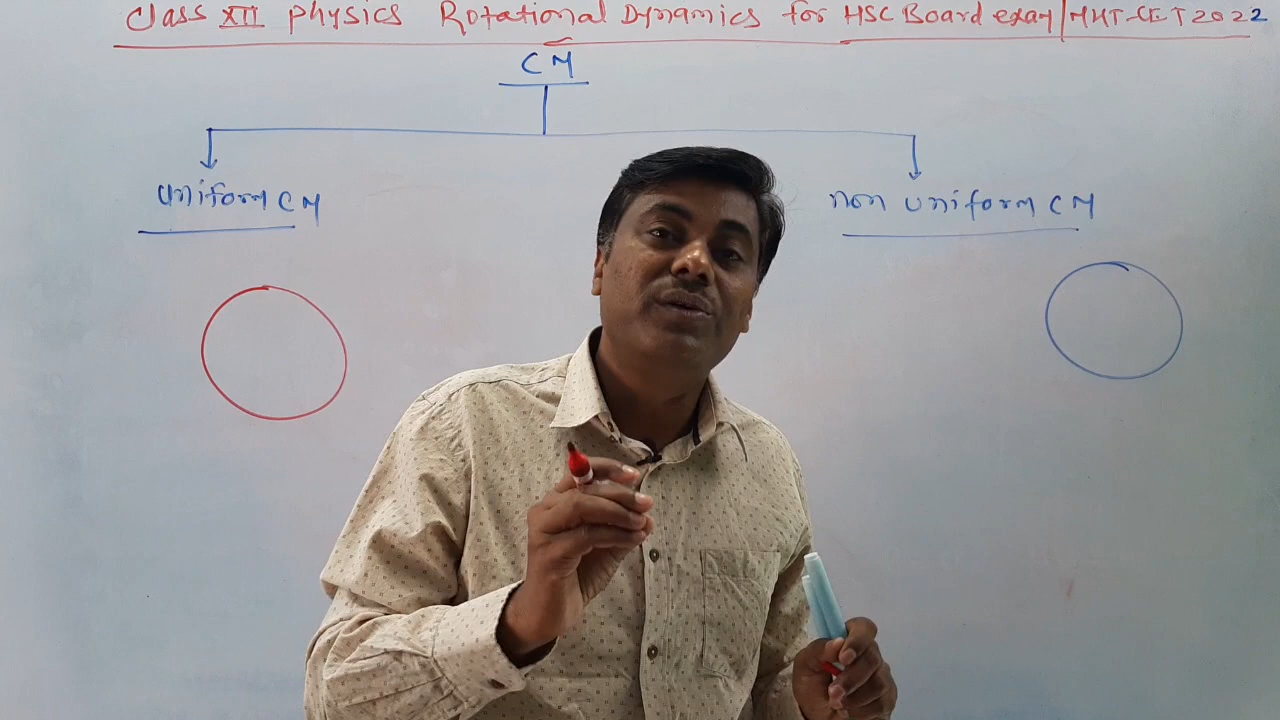 Class XII physics Rotational Dynamics for HSC Board exam/MHT-CET 2022
CM
uniform CM
non uniform CM